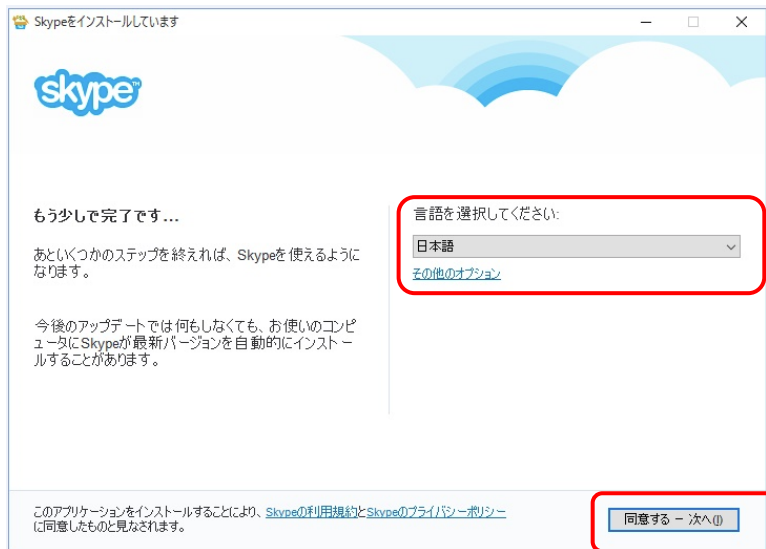 Skypeをインストールしています
skype
もう少しで完了です...
あといくつかのステップを終えれば、Skypeを使えるように
なります。
今後のアップデートでは何もしなくても、お使いのコンピ
ュータにSkypeが最新バージョンを自動的にインストー
ルすることがあります。
言語を選択してください:
日本語
その他のオプション
このアプリケーションをインストールすることにより、Skypeの利用規約とSkypeのプライバシーポリシー
に同意したものと見なされます。
同意する - 次へ(I)